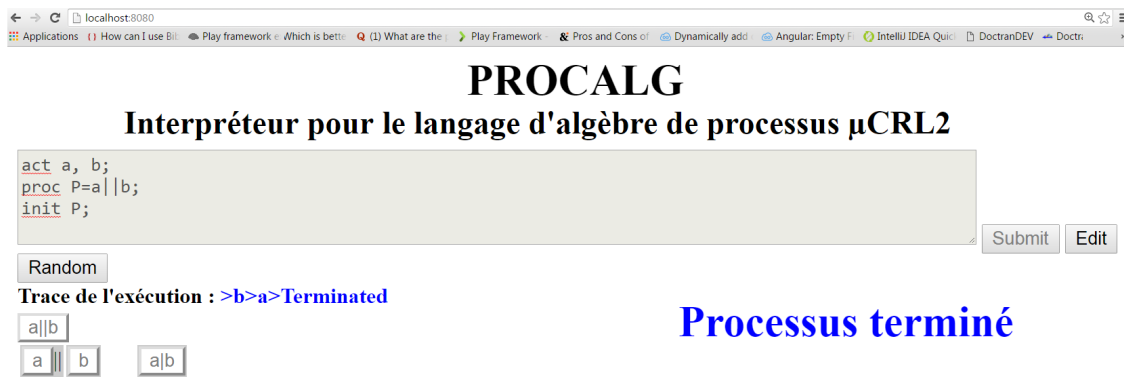 localhost:8080
Applications How can I use Bi Play framework e Which is bette Q (1) What are the Play Framework - Pros and Cons of Dynamically add Angular: Empty F IntelliJ IDEA Quic DoctranDEV Doctra
PROCALG
Interpréteur pour le langage d'algèbre de processus µCRL2
act a, b;
proc P=a||b;
init P;
Submit Edit
Random
Trace de l'exécution : >b>a>Terminated
Processus terminé
a||b
a || b a|b